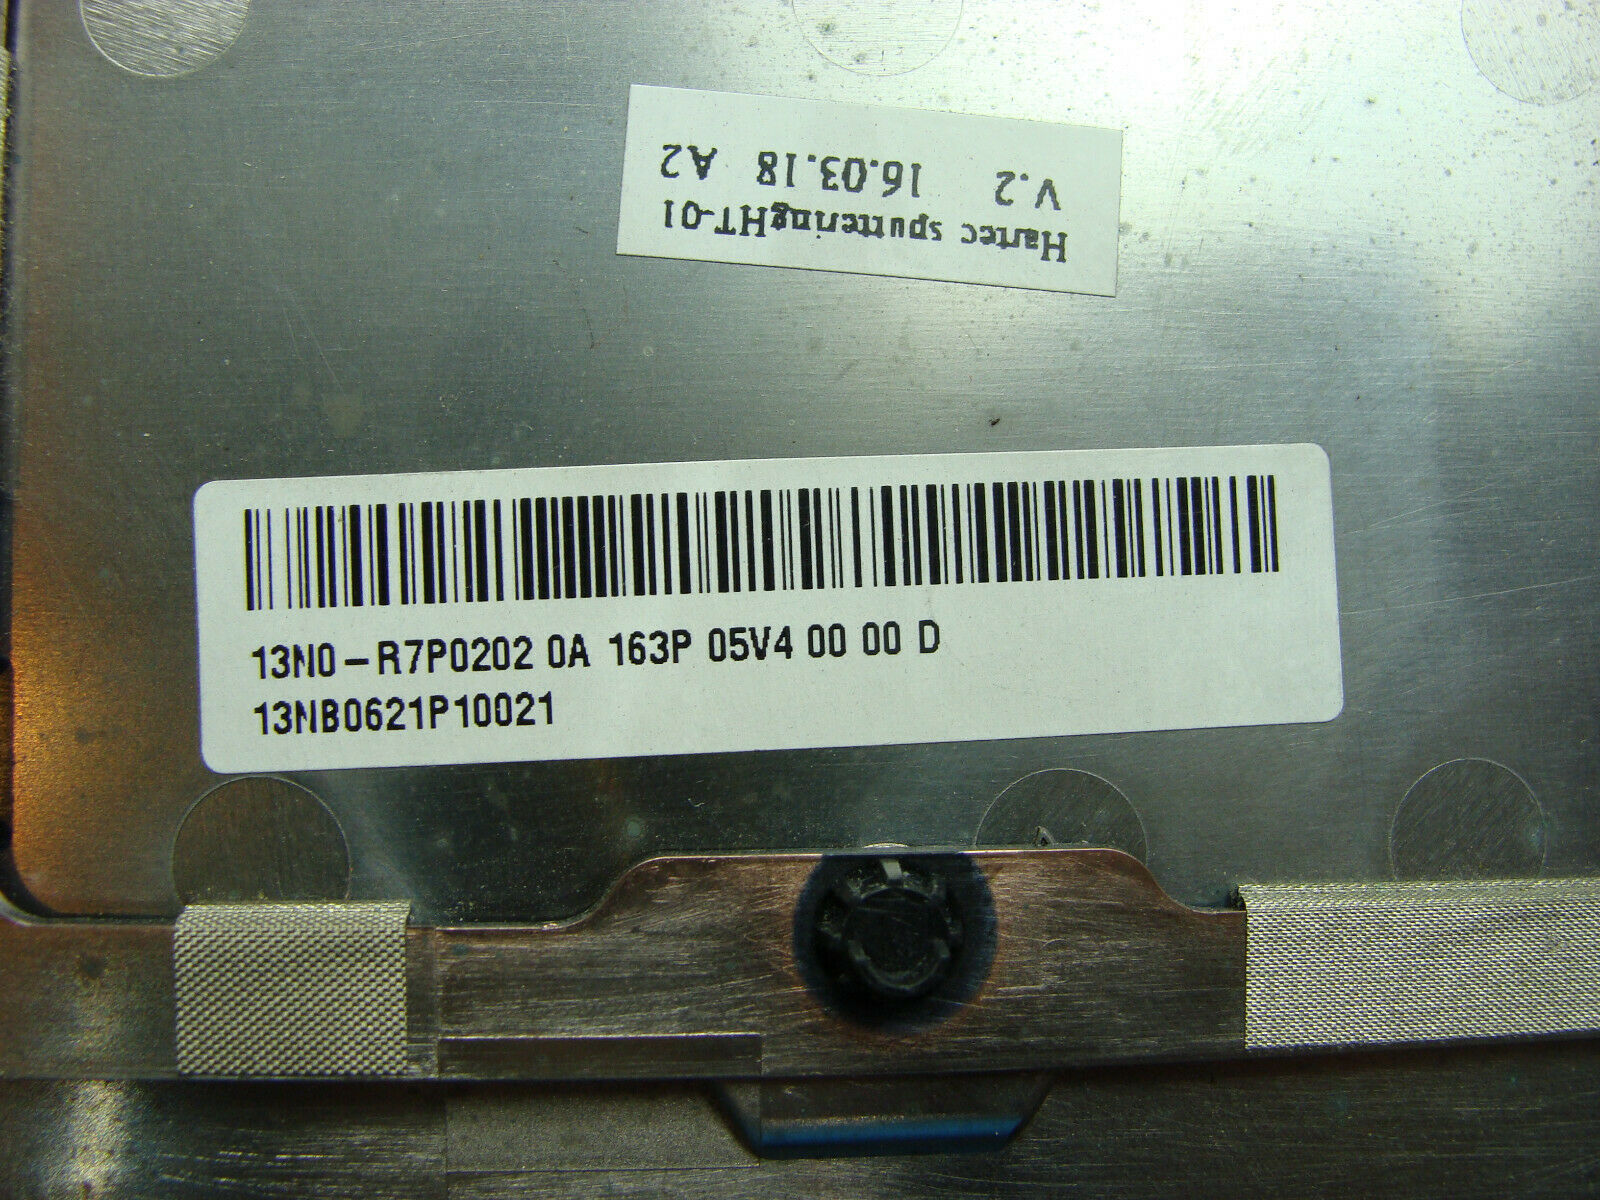 Hartec sputteringHT-01
V.2 16.03.18 A2
13N0-R7P0202 0A 163P 05V4 00 00 D
13NB0621P10021